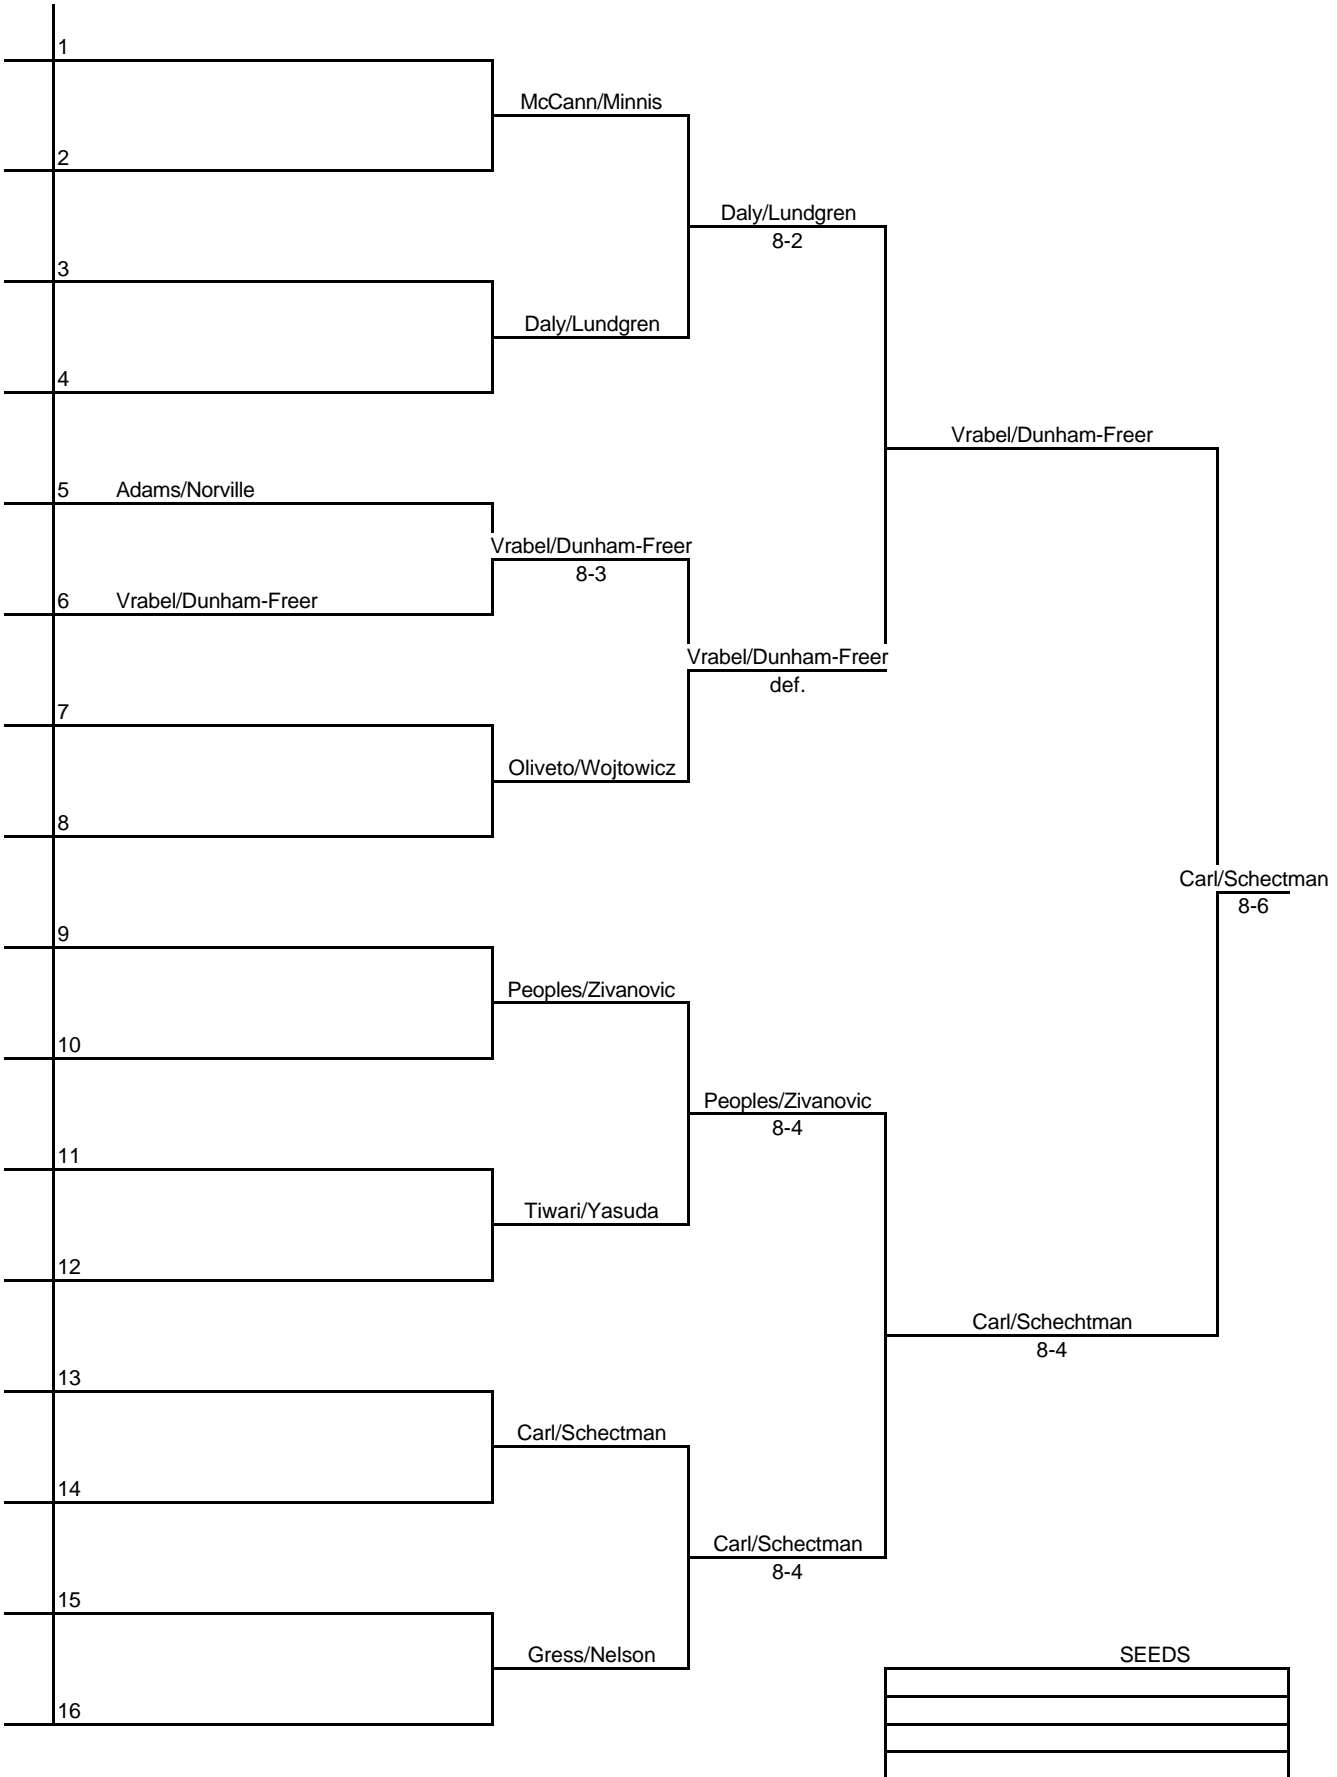 1
McCann/Minnis
2
Daly/Lundgren
8-2
3
Daly/Lundgren
4
Vrabel/Dunham-Freer
5 Adams/Norville
Vrabel/Dunham-Freer
8-3
6 Vrabel/Dunham-Freer
Vrabel/Dunham-Freer
def.
7
Oliveto/Wojtowicz
8
Carl/Schectman
8-6
9
Peoples/Zivanovic
10
Peoples/Zivanovic
8-4
11
Tiwari/Yasuda
12
Carl/Schechtman
8-4
13
Carl/Schectman
14
Carl/Schectman
8-4
15
Gress/Nelson
SEEDS
16